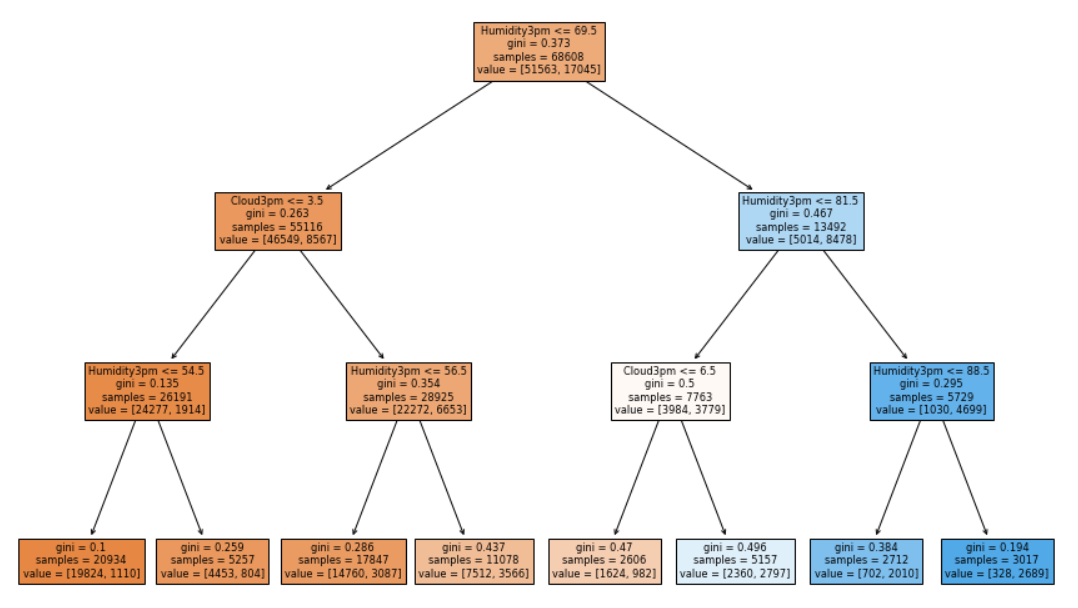 Humidity3pm <= 69.5
gini = 0.373
samples = 68608
value = [51563, 17045]
Cloud3pm <= 3.5
gini = 0.263
samples = 55116
value = [46549, 8567]
Humidity3pm <= 81.5
gini = 0.467
samples = 13492
value = [5014, 8478]
Humidity3pm <= 54.5
gini = 0.135
samples = 26191
value = [24277, 1914]
Humidity3pm <= 56.5
gini = 0.354
samples = 28925
value = [22272, 6653]
Cloud3pm <= 6.5
gini = 0.5
samples = 7763
value = [3984, 3779]
Humidity3pm <= 88.5
gini = 0.295
samples = 5729
value = [1030, 4699]
gini = 0.1
samples = 20934
value = [19824, 1110]
gini = 0.259
samples = 5257
value = [4453, 804]
gini = 0.286
samples = 17847
value = [14760, 3087]
gini = 0.437
samples = 11078
value = [7512, 3566]
gini = 0.47
samples = 2606
value = [1624, 982]
gini = 0.496
samples = 5157
value = [2360, 2797]
gini = 0.384
samples = 2712
value = [702, 2010]
gini = 0.194
samples = 3017
value = [328, 2689]